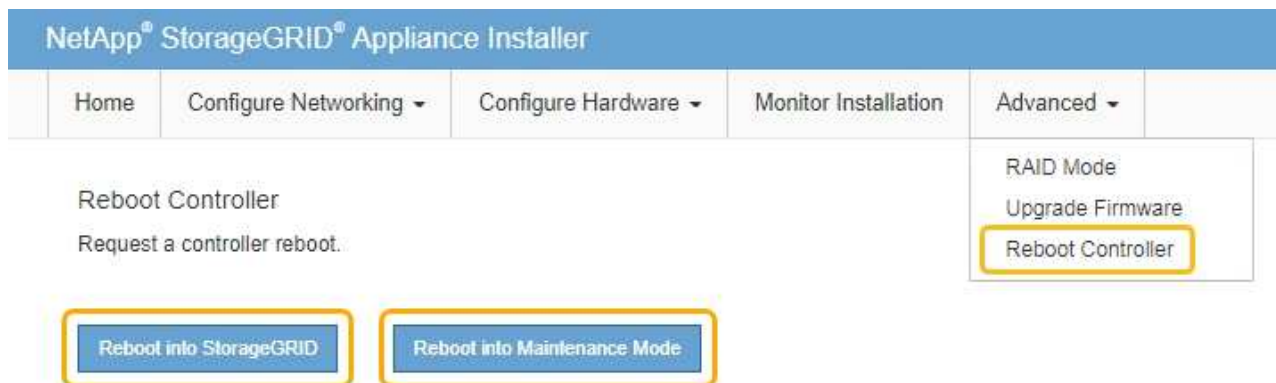 NetApp® StorageGRID® Appliance Installer
Home Configure Networking Configure Hardware Monitor Installation Advanced
RAID Mode
Upgrade Firmware
Reboot Controller
Reboot Controller
Request a controller reboot.
Reboot into StorageGRID Reboot into Maintenance Mode